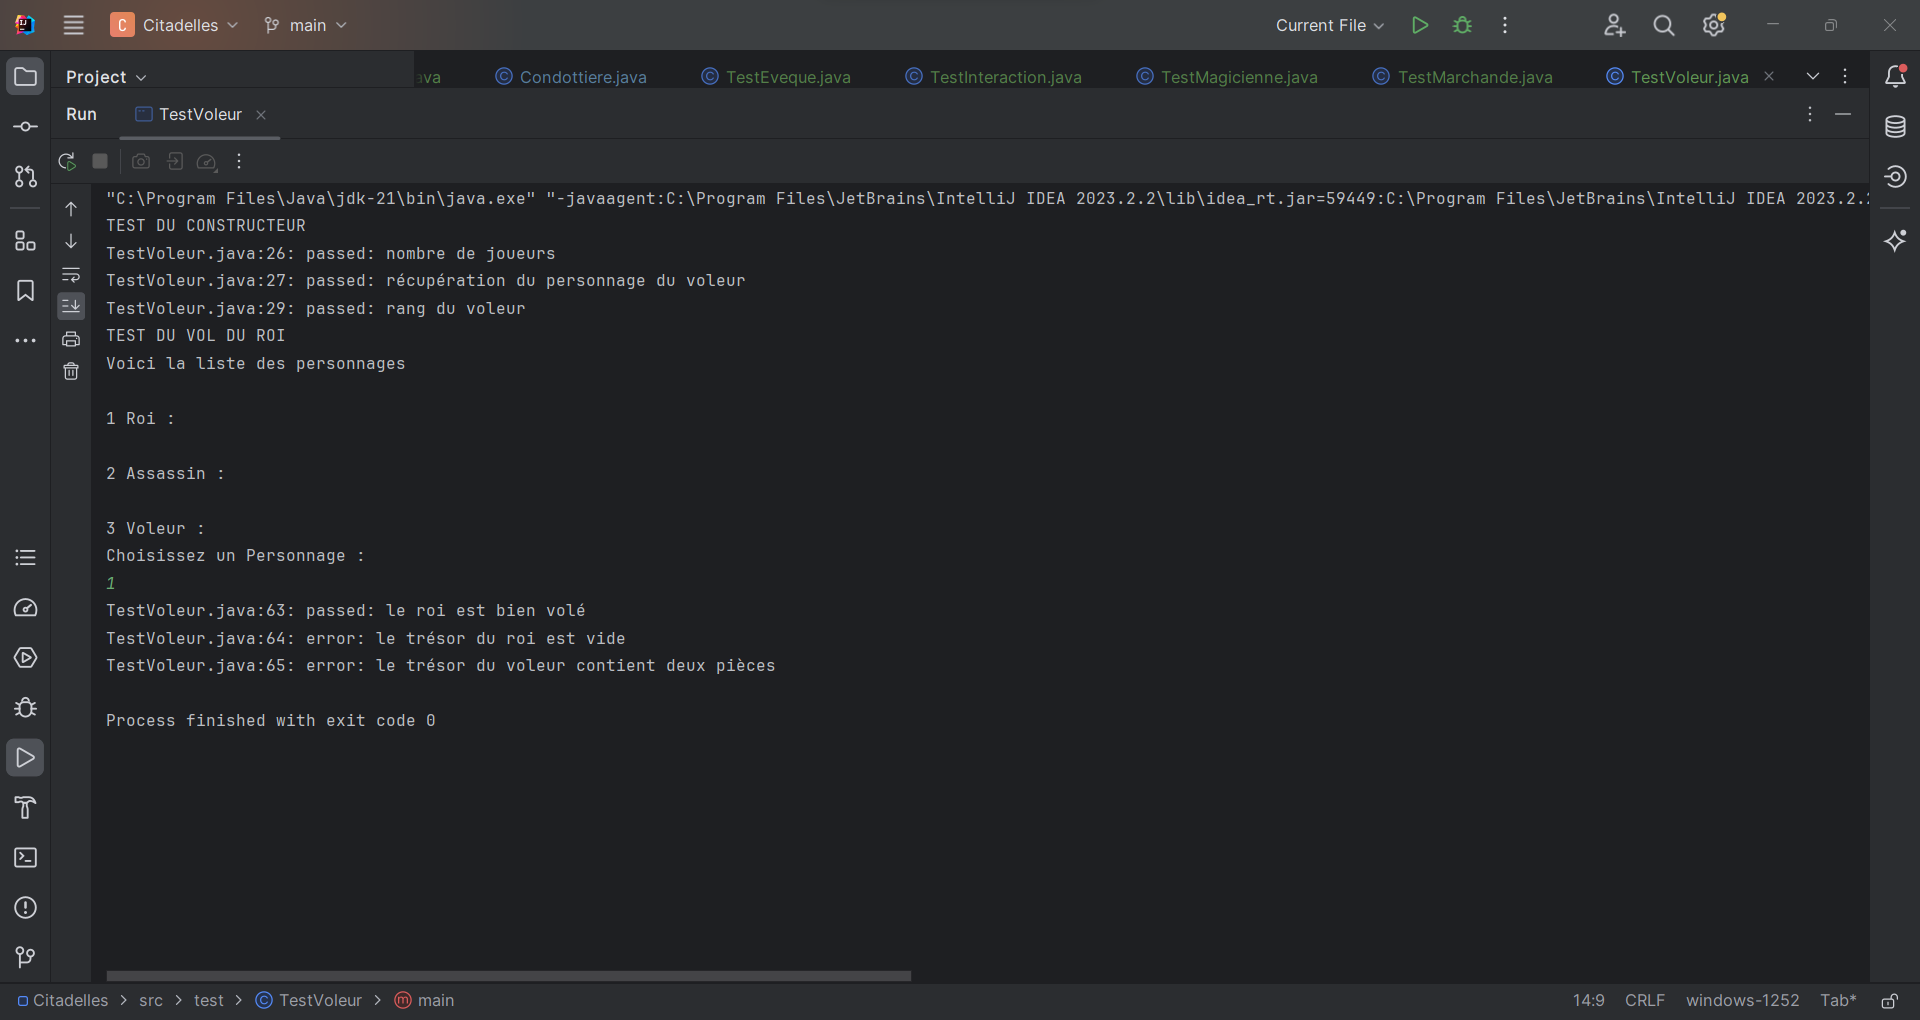 C Citadelles main Current File
Project ava Condottiere.java TestEveque.java TestInteraction.java TestMagicienne.java TestMarchande.java TestVoleur.java
Run TestVoleur
"C:\Program Files\Java\jdk-21\bin\java.exe" "-javaagent:C:\Program Files\JetBrains\IntelliJ IDEA 2023.2.2\lib\idea_rt.jar=59449:C:\Program Files\JetBrains\IntelliJ IDEA 2023.2.
TEST DU CONSTRUCTEUR
TestVoleur.java:26: passed: nombre de joueurs
TestVoleur.java:27: passed: récupération du personnage du voleur
TestVoleur.java:29: passed: rang du voleur
TEST DU VOL DU ROI
Voici la liste des personnages
1 Roi :
2 Assassin :
3 Voleur :
Choisissez un Personnage :
1
TestVoleur.java:63: passed: le roi est bien volé
TestVoleur.java:64: error: le trésor du roi est vide
TestVoleur.java:65: error: le trésor du voleur contient deux pièces
Process finished with exit code 0
Citadelles > src > test > TestVoleur > main 14:9 CRLF windows-1252 Tab*